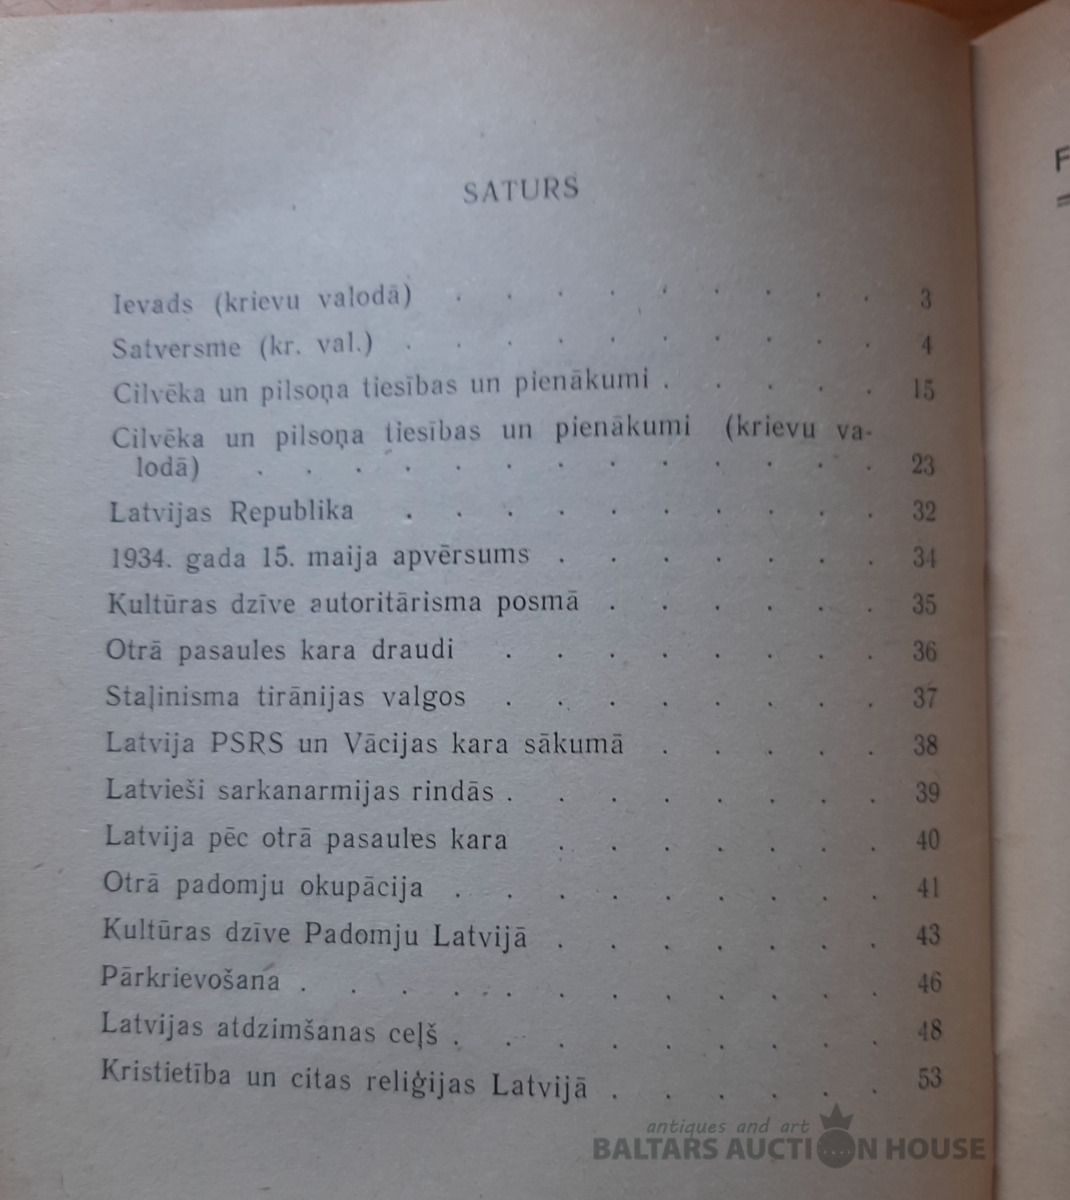 SATURS
Ievads (krievu valodā) . . . . . . . . . 3
Satversme (kr. val.) . . . . . . . . . . 4
Cilvēka un pilsoņa tiesības un pienākumi . . . . . 15
Cilvēka un pilsoņa tiesības un pienākumi (krievu va-
lodā) . . . . . . . . . . . . . 23
Latvijas Republika . . . . . . . . . . 32
1934. gada 15. maija apvērsums . . . . . . . 34
Kultūras dzīve autoritārisma posmā . . . . . . 35
Otrā pasaules kara draudi . . . . . . . . 36
Staļinisma tirānijas valgos . . . . . . . . 37
Latvija PSRS un Vācijas kara sākumā . . . . . 38
Latvieši sarkanarmijas rindās . . . . . . . . 39
Latvija pēc otrā pasaules kara . . . . . . . 40
Otrā padomju okupācija . . . . . . . . . 41
Kultūras dzīve Padomju Latvijā . . . . . . . 43
Pārkrievošana . . . . . . . . . . . . 46
Latvijas atdzimšanas ceļš . . . . . . . . . 48
Kristietība un citas reliģijas Latvijā . . . . . . 53
F
antiques and art
BALTARS AUCTION HOUSE